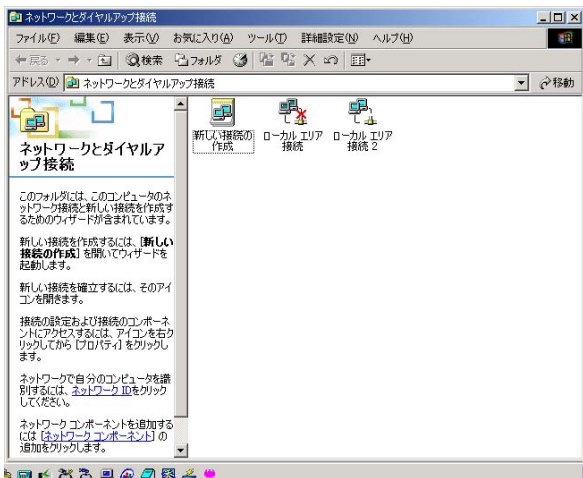 ネットワークとダイヤルアップ接続
ファイル(F) 編集(E) 表示(V) お気に入り(A) ツール(T) 詳細設定(N) ヘルプ(H)
戻る 検索 フォルダ
アドレス(D) ネットワークとダイヤルアップ接続 移動
ネットワークとダイヤルア
ップ接続
このフォルダには、このコンピュータのネ
ットワーク接続と新しい接続を作成す
るためのウィザードが含まれています。
新しい接続を作成するには、[新しい
接続の作成] を開いてウィザードを
起動します。
新しい接続を確立するには、そのアイ
コンを開きます。
接続の設定および接続のコンポーネ
ントにアクセスするには、アイコンを右ク
リックしてから [プロパティ] をクリックし
ます。
ネットワークで自分のコンピュータを識
別するには、ネットワーク IDをクリック
してください。
ネットワーク コンポーネントを追加する
には [ネットワーク コンポーネント] の
追加をクリックします。
新しい接続の
作成
ローカル エリア
接続
ローカル エリア
接続 2